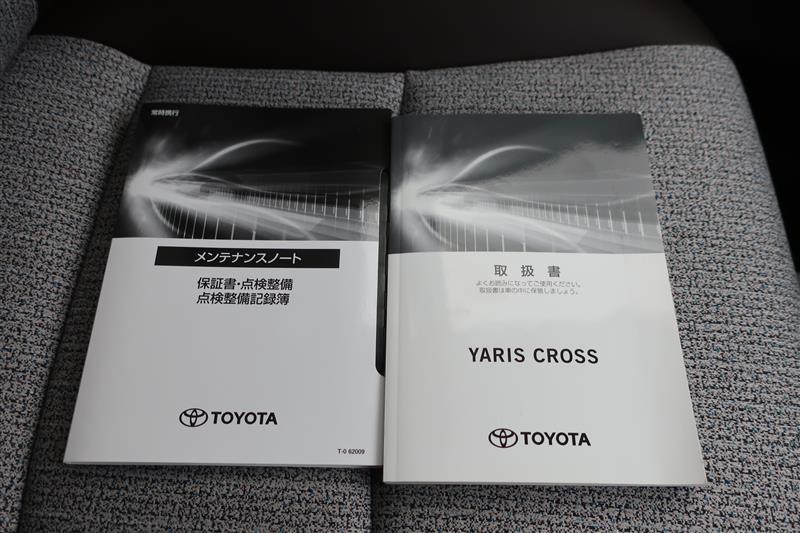 常時携行
メンテナンスノート
保証書・点検整備
点検整備記録簿
TOYOTA
T-0 62009
取扱書
よくお読みになってご使用ください。
取扱書は車の中に保管しましょう。
YARIS CROSS
TOYOTA